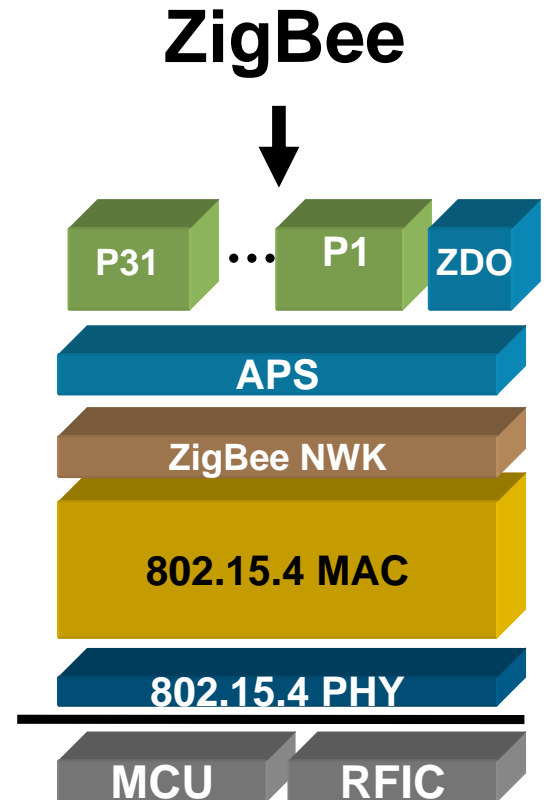 ZigBee
P31 ... P1 ZDO
APS
ZigBee NWK
802.15.4 MAC
802.15.4 PHY
MCU RFIC